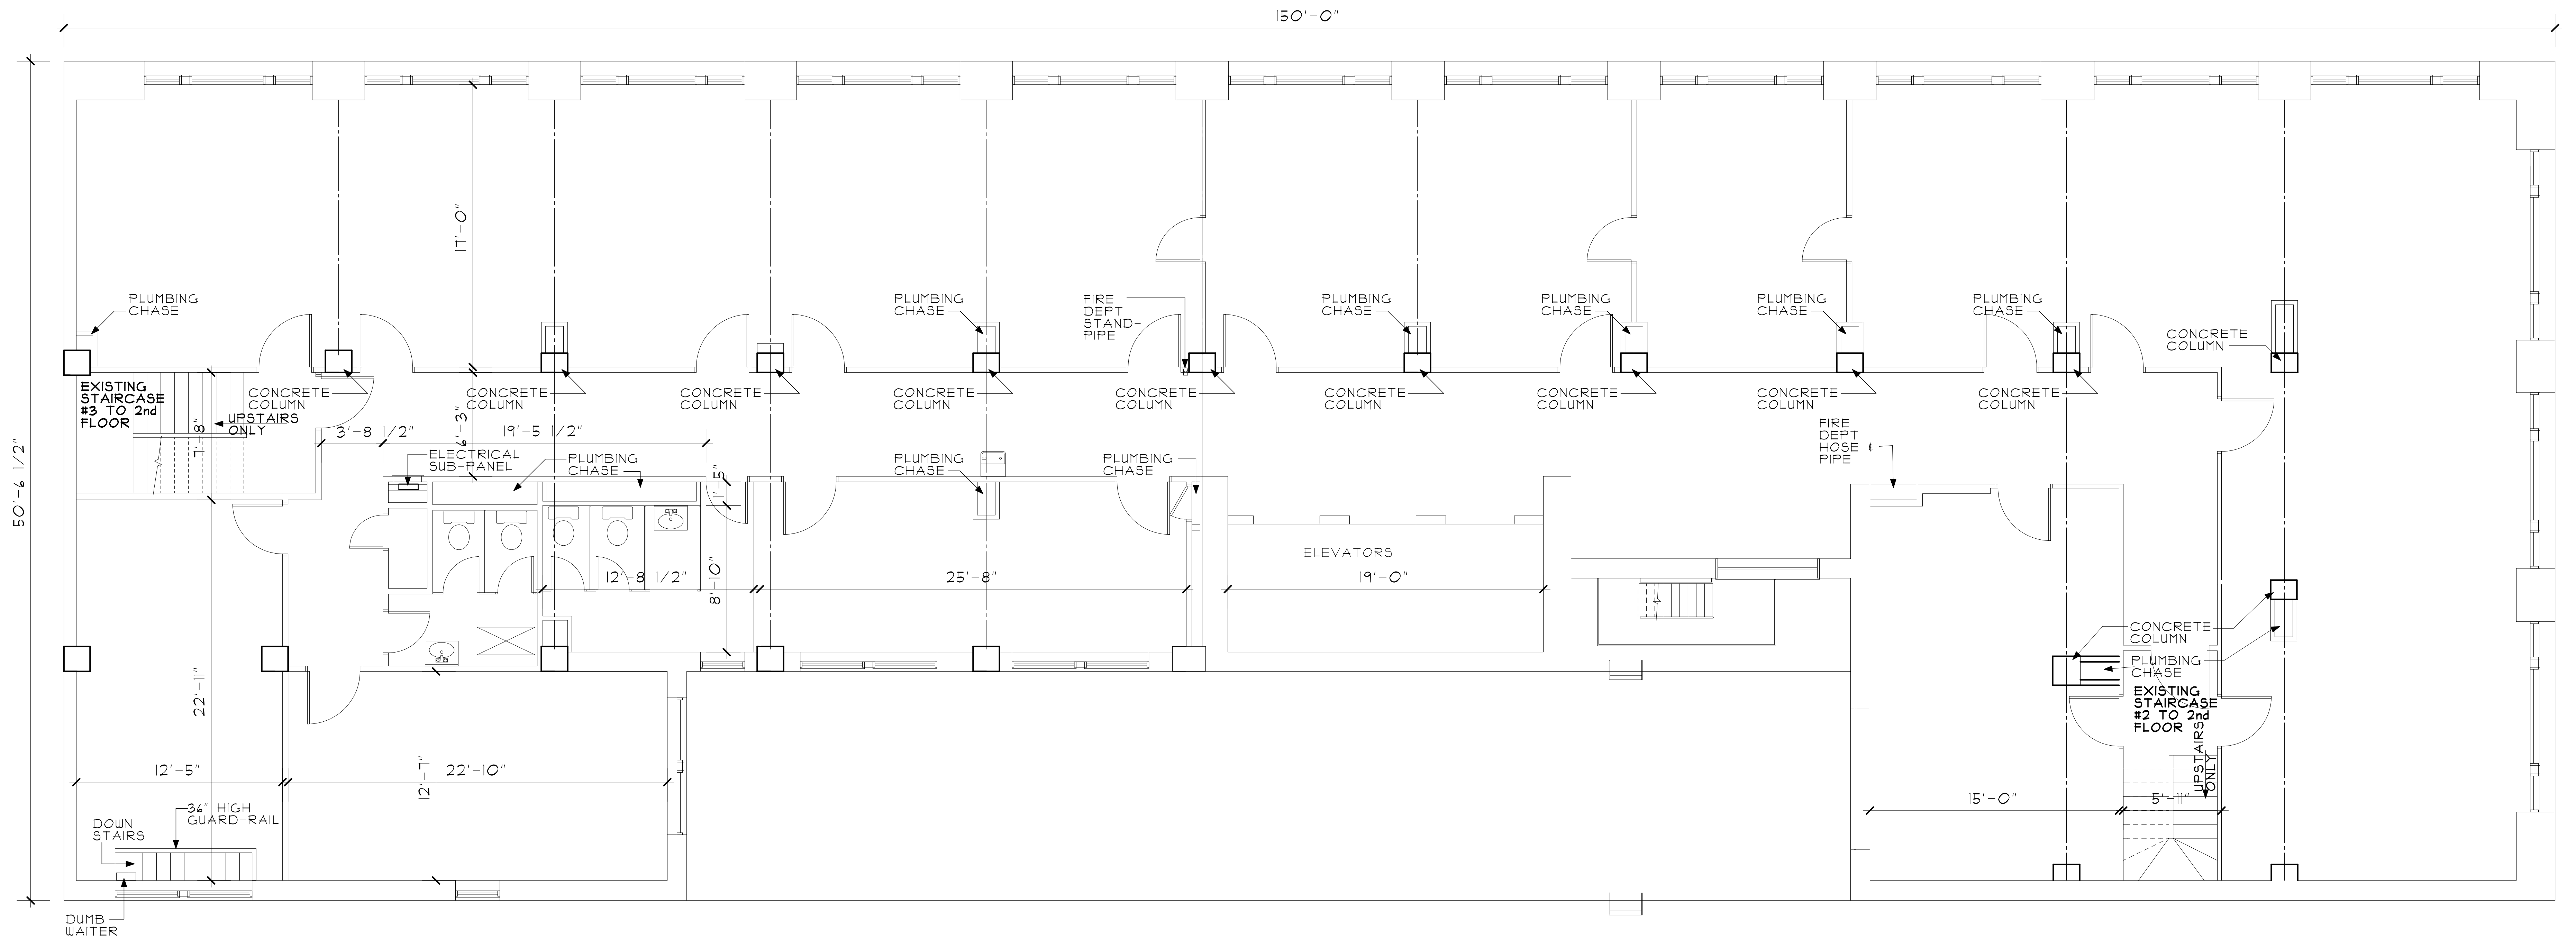 150'-0"
50'-6 1/2"
17'-0"
PLUMBING
CHASE
PLUMBING
CHASE
FIRE
DEPT
STAND-
PIPE
PLUMBING
CHASE
PLUMBING
CHASE
PLUMBING
CHASE
PLUMBING
CHASE
CONCRETE
COLUMN
EXISTING
STAIRCASE
#3 TO 2nd
FLOOR
UPSTAIRS
ONLY
7'-8"
CONCRETE
COLUMN
CONCRETE
COLUMN
CONCRETE
COLUMN
CONCRETE
COLUMN
CONCRETE
COLUMN
CONCRETE
COLUMN
CONCRETE
COLUMN
CONCRETE
COLUMN
CONCRETE
COLUMN
3'-8 1/2"
6'-3"
19'-5 1/2"
ELECTRICAL
SUB-PANEL
PLUMBING
CHASE
1'-5"
PLUMBING
CHASE
PLUMBING
CHASE
FIRE
DEPT
HOSE &
PIPE
ELEVATORS
12'-8 1/2"
8'-10"
25'-8"
19'-0"
CONCRETE
COLUMN
PLUMBING
CHASE
EXISTING
STAIRCASE
#2 TO 2nd
FLOOR
UPSTAIRS
ONLY
22'-11"
12'-5"
12'-7"
22'-10"
15'-0"
5'-11"
36" HIGH
GUARD-RAIL
DOWN
STAIRS
DUMB
WAITER